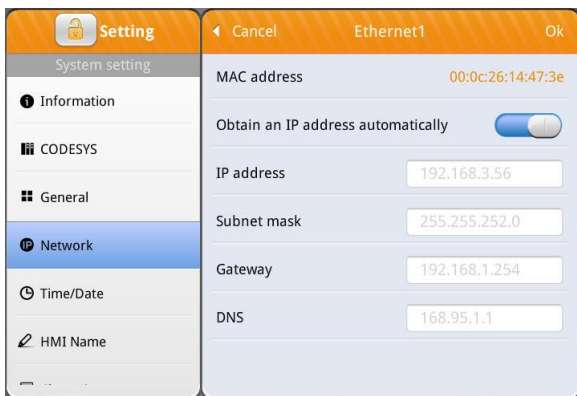 Setting
System setting
Information
CODESYS
General
Network
Time/Date
HMI Name
Cancel Ethernet1 Ok
MAC address 00:0c:26:14:47:3e
Obtain an IP address automatically
IP address 192.168.3.56
Subnet mask 255.255.252.0
Gateway 192.168.1.254
DNS 168.95.1.1